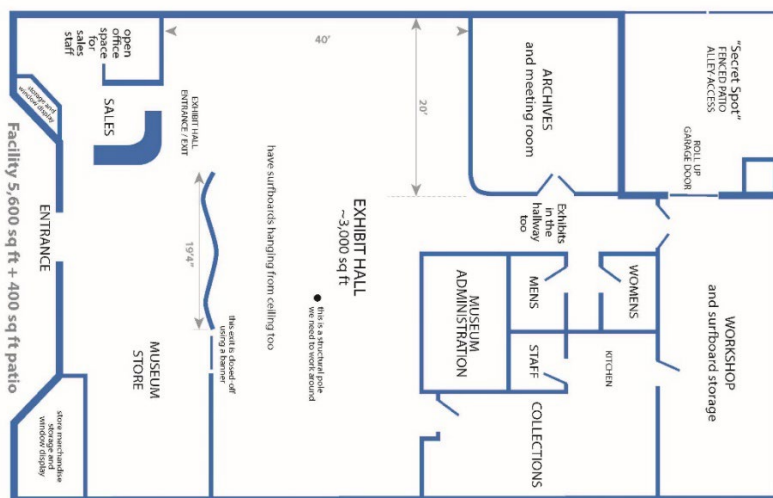 open
office
space
for
sales
staff
storage and
window display
SALES
EXHIBIT HALL
ENTRANCE / EXIT
40'
20'
ARCHIVES
and meeting room
"Secret Spot"
FENCED PATIO
ALLEY-ACCESS
ROLL UP
GARAGE DOOR
have surfboards hanging from ceiling too
EXHIBIT HALL
~3,000 sq ft
Exhibits
in the
hallway
too
19'4"
ENTRANCE
Facility 5,600 sq ft + 400 sq ft patio
this is a structural pole
we need to work around
MUSEUM
ADMINISTRATION
MENS
WOMENS
WORKSHOP
and surfboard storage
this exit is closed-off
using a banner
MUSEUM
STORE
STAFF
KITCHEN
COLLECTIONS
store merchandise
storage and
window display